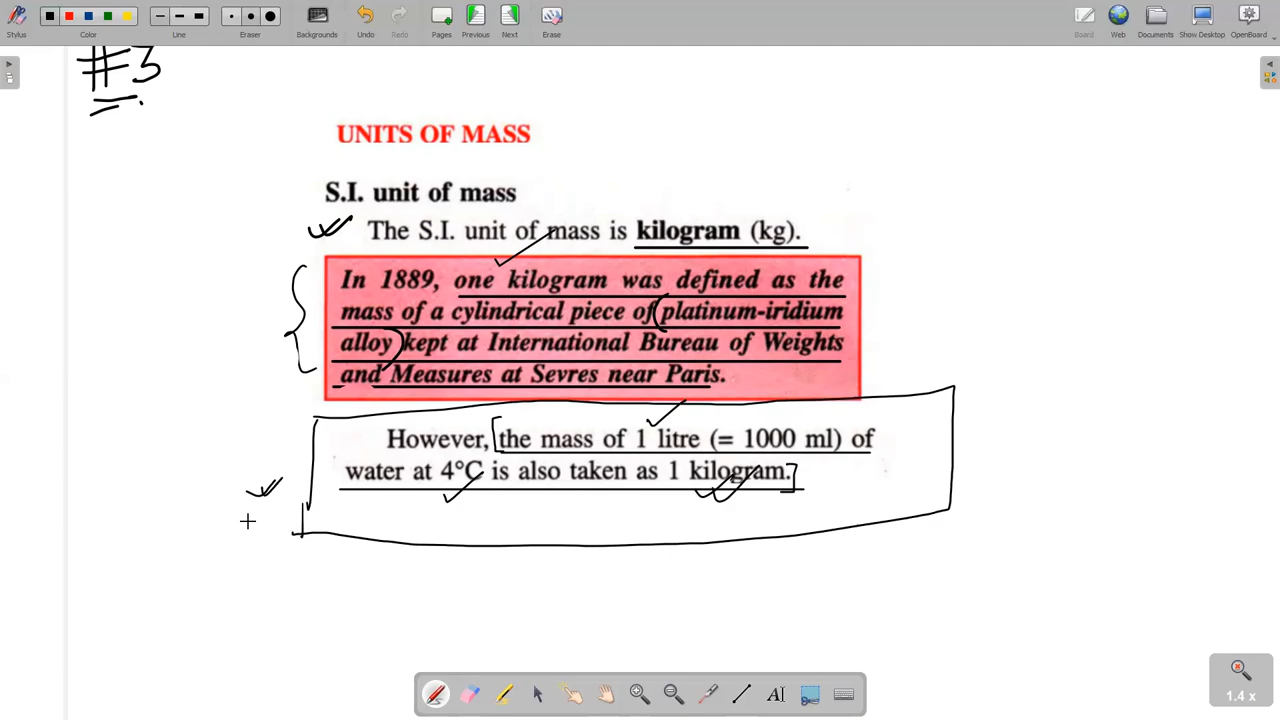 Stylus
Color
Line
Eraser
Backgrounds
Undo
Redo
Pages
Previous
Next
Erase
Board
Web
Documents
Show Desktop
OpenBoard
#3
UNITS OF MASS
S.I. unit of mass
The S.I. unit of mass is kilogram (kg).
In 1889, one kilogram was defined as the
mass of a cylindrical piece of platinum-iridium
alloy kept at International Bureau of Weights
and Measures at Sevres near Paris.
However, the mass of 1 litre (= 1000 ml) of
water at 4°C is also taken as 1 kilogram.
AI
1.4 x